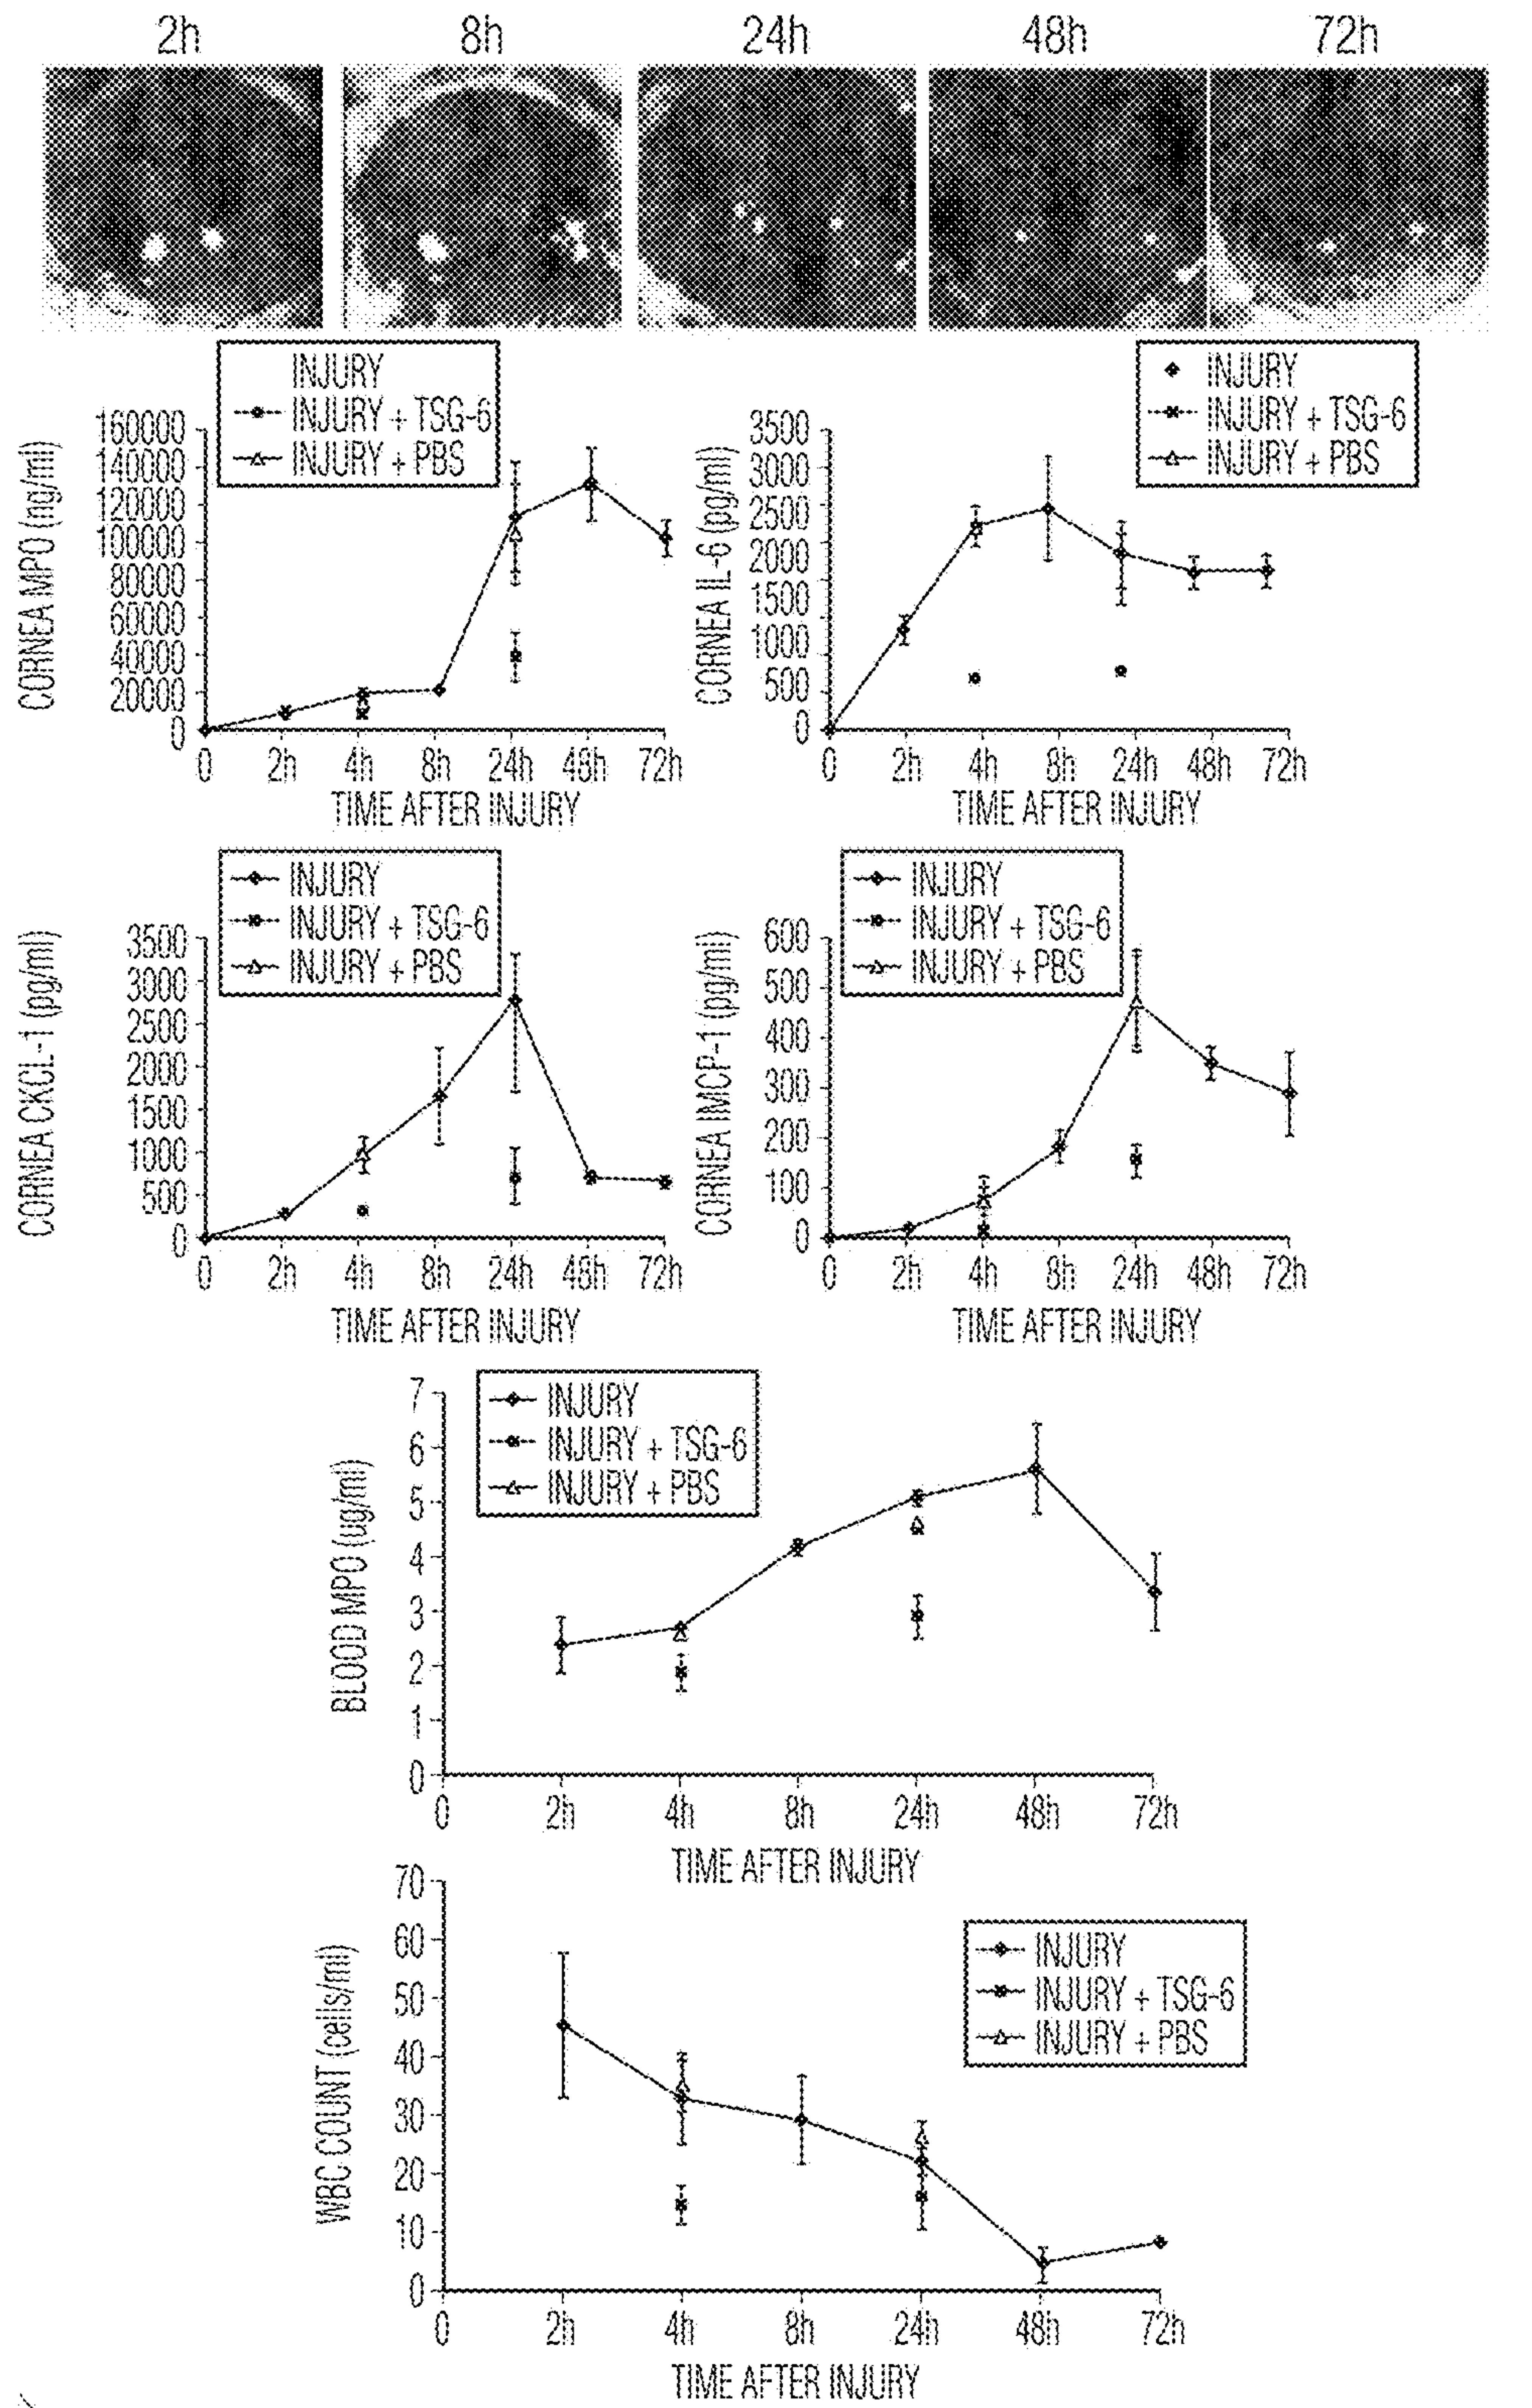 2h 8h 24h 48h 72h
INJURY
INJURY + TSG-6
INJURY + PBS
CORNEA MPO (ng/ml)
160000
140000
120000
100000
80000
60000
40000
20000
0
0 2h 4h 8h 24h 48h 72h
TIME AFTER INJURY
INJURY
INJURY + TSG-6
INJURY + PBS
CORNEA IL-6 (pg/ml)
3500
3000
2500
2000
1500
1000
500
0
0 2h 4h 8h 24h 48h 72h
TIME AFTER INJURY
INJURY
INJURY + TSG-6
INJURY + PBS
CORNEA CKCL-1 (pg/ml)
3500
3000
2500
2000
1500
1000
500
0
0 2h 4h 8h 24h 48h 72h
TIME AFTER INJURY
INJURY
INJURY + TSG-6
INJURY + PBS
CORNEA IMCP-1 (pg/ml)
600
500
400
300
200
100
0
0 2h 4h 8h 24h 48h 72h
TIME AFTER INJURY
INJURY
INJURY + TSG-6
INJURY + PBS
BLOOD MPO (ug/ml)
7
6
5
4
3
2
1
0
0 2h 4h 8h 24h 48h 72h
TIME AFTER INJURY
INJURY
INJURY + TSG-6
INJURY + PBS
WBC COUNT (cells/ml)
70
60
50
40
30
20
10
0
0 2h 4h 8h 24h 48h 72h
TIME AFTER INJURY